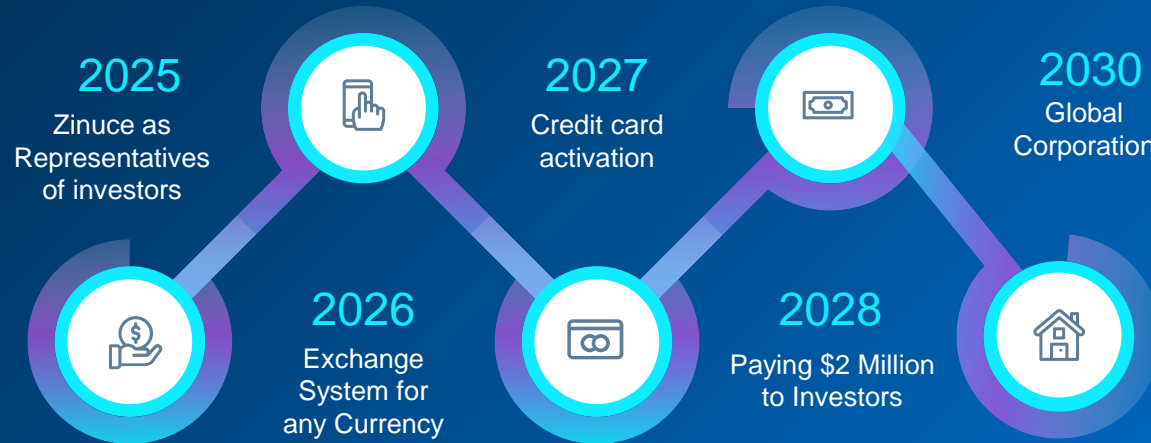 2025
Zinuce as
Representatives
of investors
2026
Exchange
System for
any Currency
2027
Credit card
activation
2028
Paying $2 Million
to Investors
2030
Global
Corporation
$